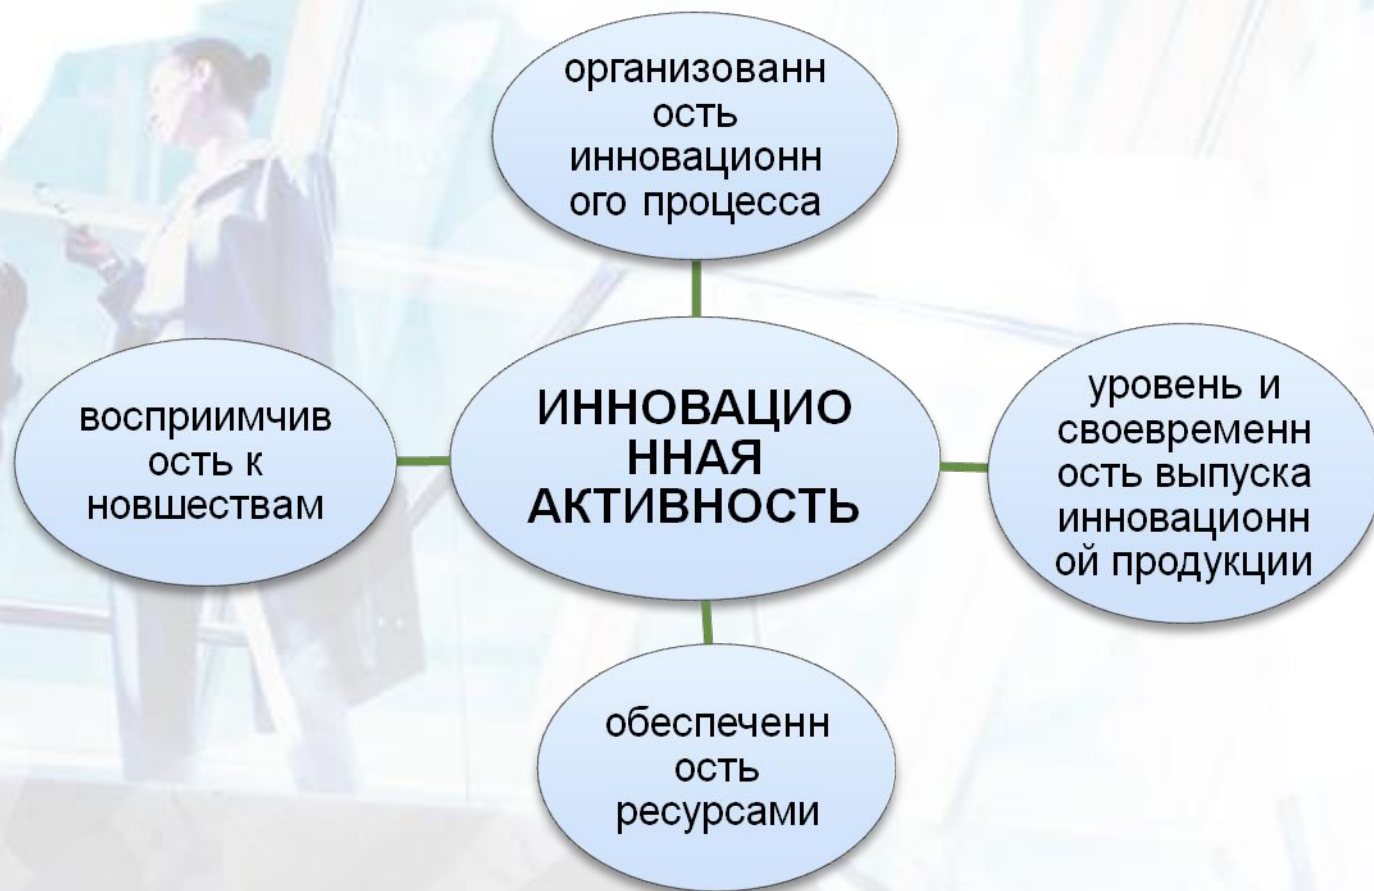 организованн
ость
инновационн
ого процесса
восприимчив
ость к
новшествам
ИННОВАЦИО
ННАЯ
АКТИВНОСТЬ
уровень и
своевременн
ость выпуска
инновационн
ой продукции
обеспеченн
ость
ресурсами